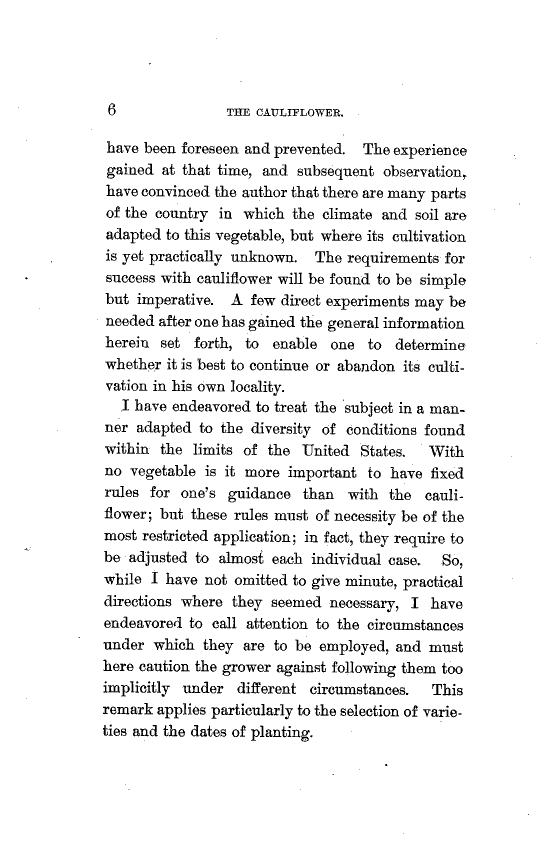 6 THE CAULIFLOWER.
have been foreseen and prevented. The experience
gained at that time, and subsequent observation,
have convinced the author that there are many parts
of the country in which the climate and soil are
adapted to this vegetable, but where its cultivation
is yet practically unknown. The requirements for
success with cauliflower will be found to be simple
but imperative. A few direct experiments may be
needed after one has gained the general information
herein set forth, to enable one to determine
whether it is best to continue or abandon its culti-
vation in his own locality.
I have endeavored to treat the subject in a man-
ner adapted to the diversity of conditions found
within the limits of the United States. With
no vegetable is it more important to have fixed
rules for one's guidance than with the cauli-
flower; but these rules must of necessity be of the
most restricted application; in fact, they require to
be adjusted to almost each individual case. So,
while I have not omitted to give minute, practical
directions where they seemed necessary, I have
endeavored to call attention to the circumstances
under which they are to be employed, and must
here caution the grower against following them too
implicitly under different circumstances. This
remark applies particularly to the selection of varie-
ties and the dates of planting.